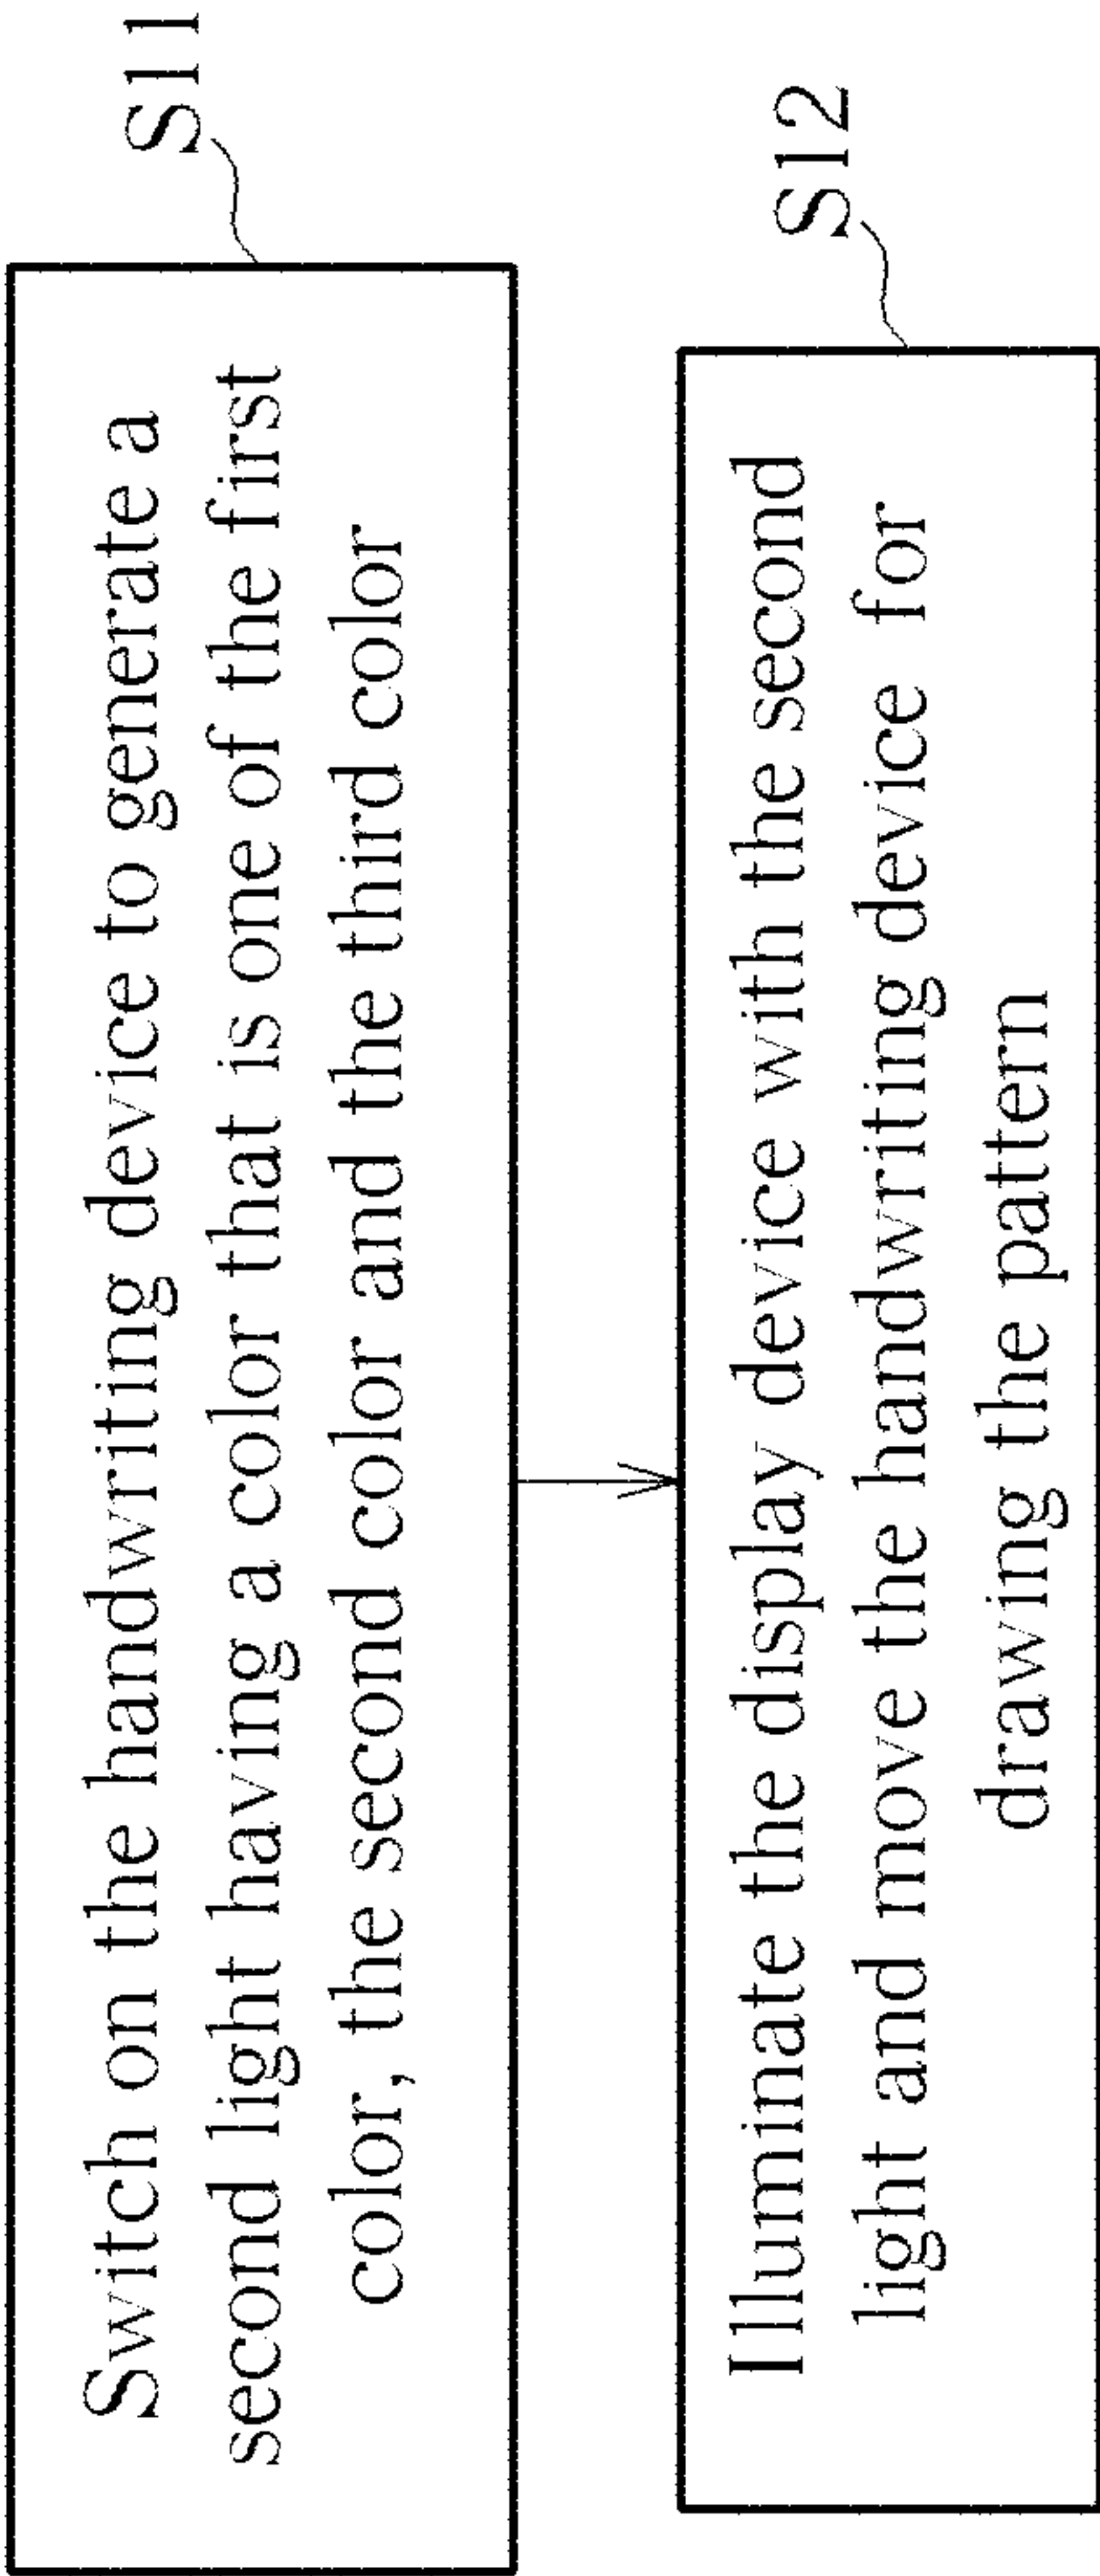 Switch on the handwriting device to generate a
second light having a color that is one of the first
color, the second color and the third color
S11
Illuminate the display device with the second
light and move the handwriting device for
drawing the pattern
S12